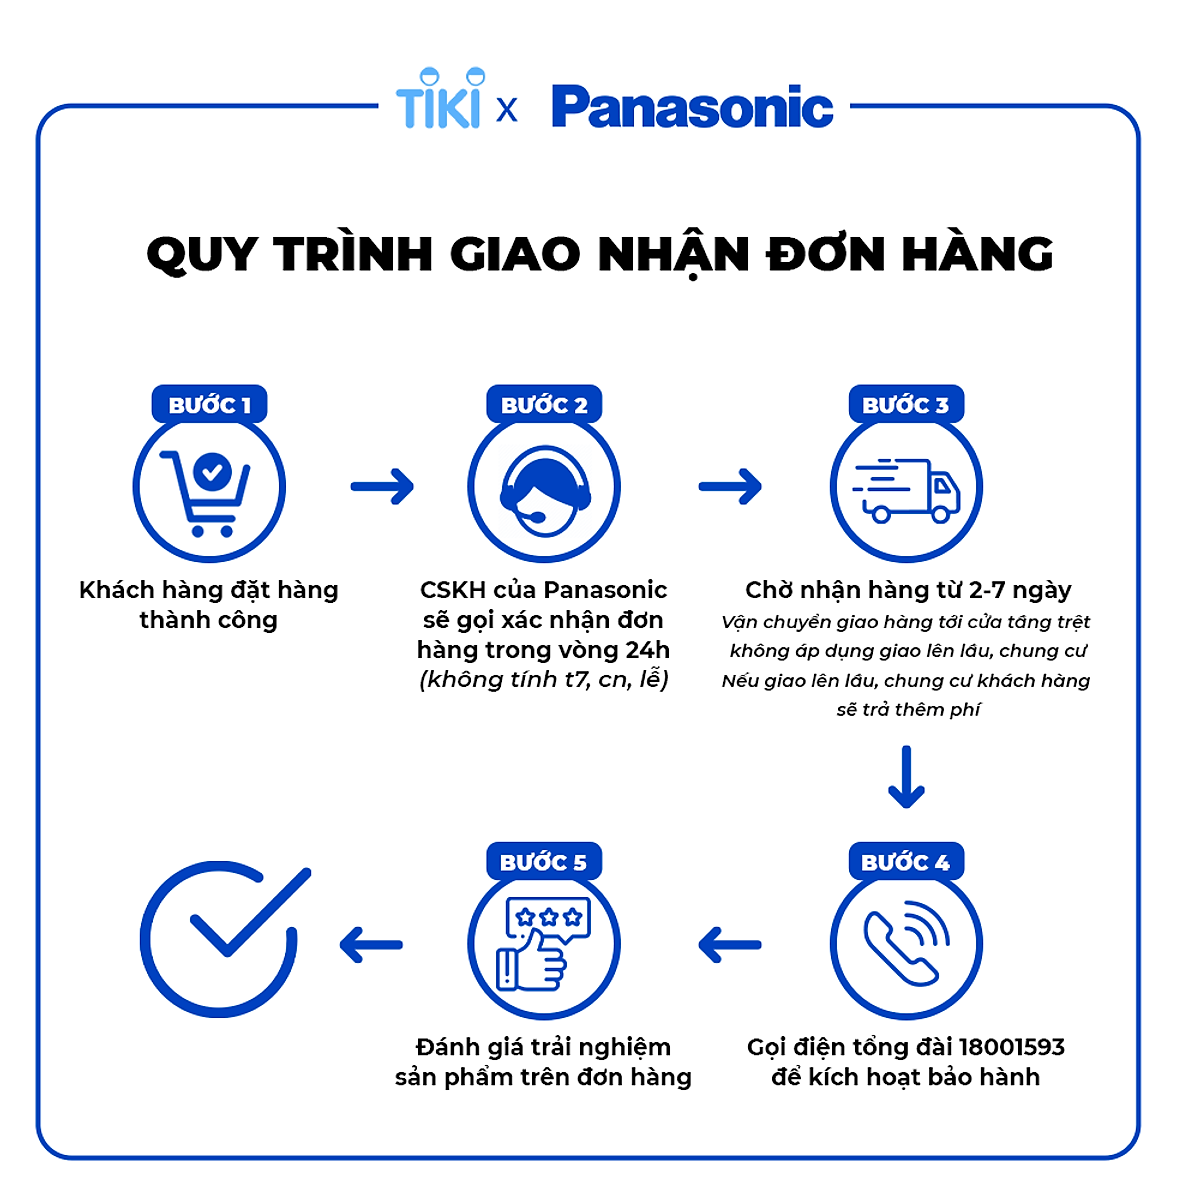 TiKi x Panasonic
QUY TRÌNH GIAO NHẬN ĐƠN HÀNG
BƯỚC 1
Khách hàng đặt hàng
thành công
BƯỚC 2
CSKH của Panasonic
sẽ gọi xác nhận đơn
hàng trong vòng 24h
(không tính t7, cn, lễ)
BƯỚC 3
Chờ nhận hàng từ 2-7 ngày
Vận chuyển giao hàng tới cửa tầng trệt
không áp dụng giao lên lầu, chung cư
Nếu giao lên lầu, chung cư khách hàng
sẽ trả thêm phí
BƯỚC 4
Gọi điện tổng đài 18001593
để kích hoạt bảo hành
BƯỚC 5
Đánh giá trải nghiệm
sản phẩm trên đơn hàng